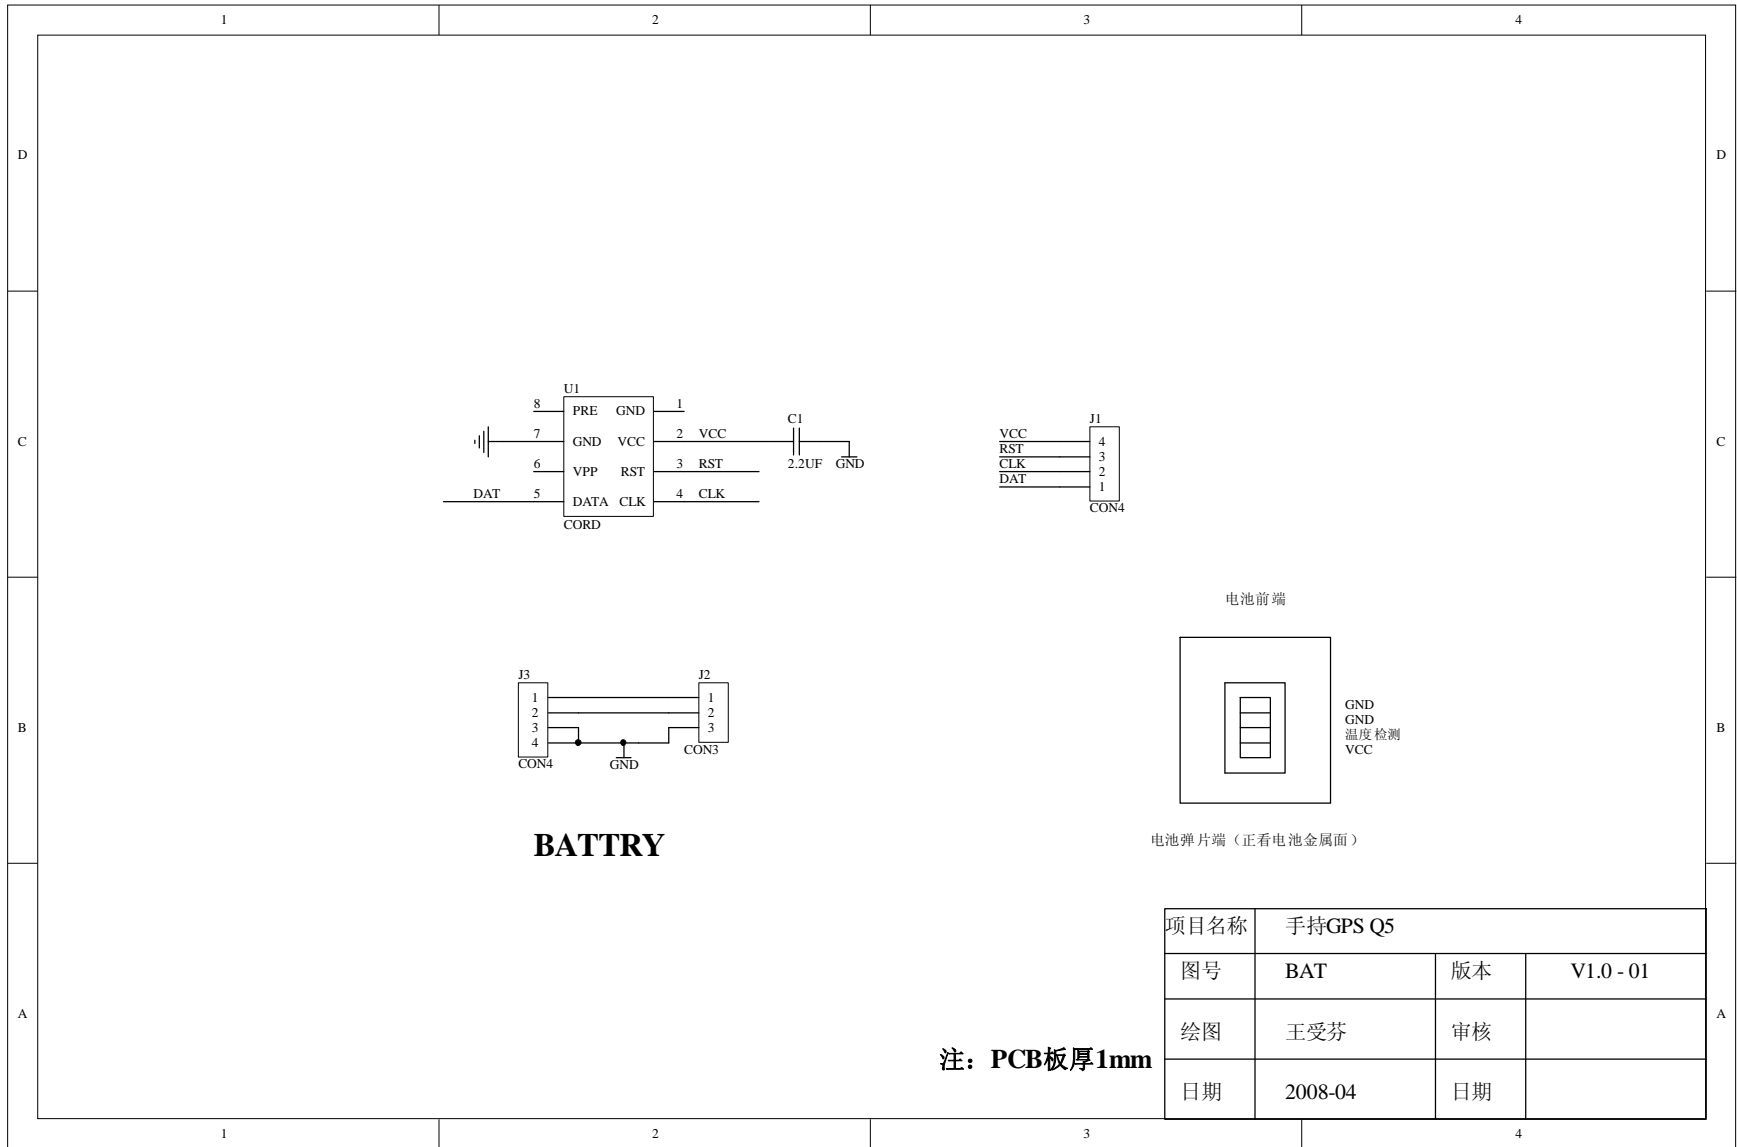 1 2 3 4
D D
U1
8 PRE GND 1
7 GND VCC 2 VCC
6 VPP RST 3 RST
DAT 5 DATA CLK 4 CLK
CORD
C1
2.2UF GND
J1
VCC 4
RST 3
CLK 2
DAT 1
CON4
C C
电池前端
J3 J2
1 1
2 2
3 3
4
CON4 GND CON3
GND
GND
温度检测
VCC
B B
BATTRY
电池弹片端（正看电池金属面）
项目名称 手持GPS Q5
图号 BAT 版本 V1.0 - 01
绘图 王受芬 审核
日期 2008-04 日期
注：PCB板厚1mm
A A
1 2 3 4